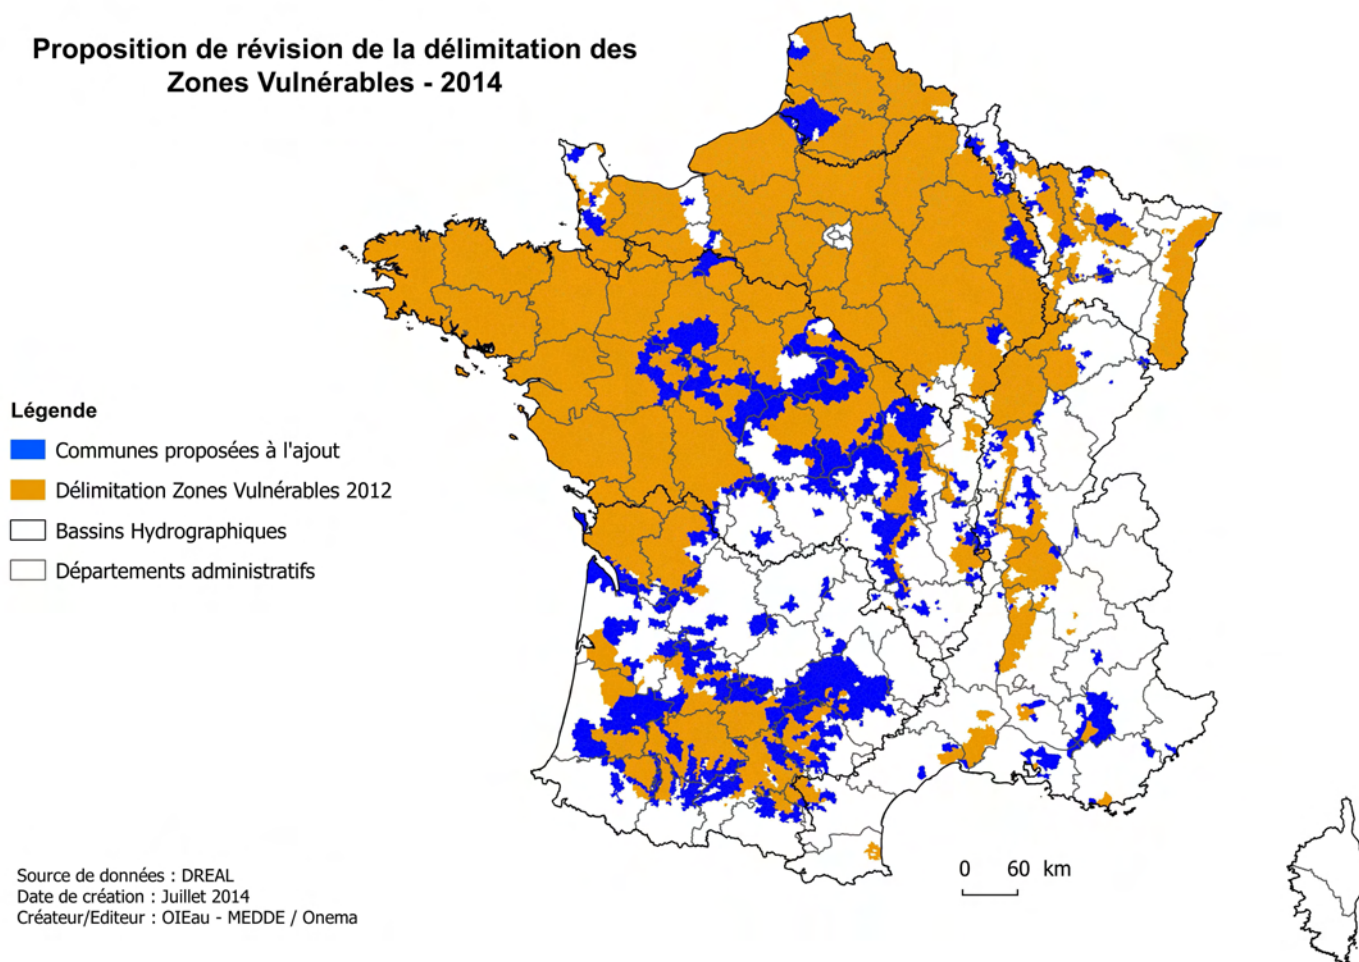 Proposition de révision de la délimitation des
Zones Vulnérables - 2014
Légende
Communes proposées à l'ajout
Délimitation Zones Vulnérables 2012
Bassins Hydrographiques
Départements administratifs
0 60 km
Source de données : DREAL
Date de création : Juillet 2014
Créateur/Editeur : OIEau - MEDDE / Onema